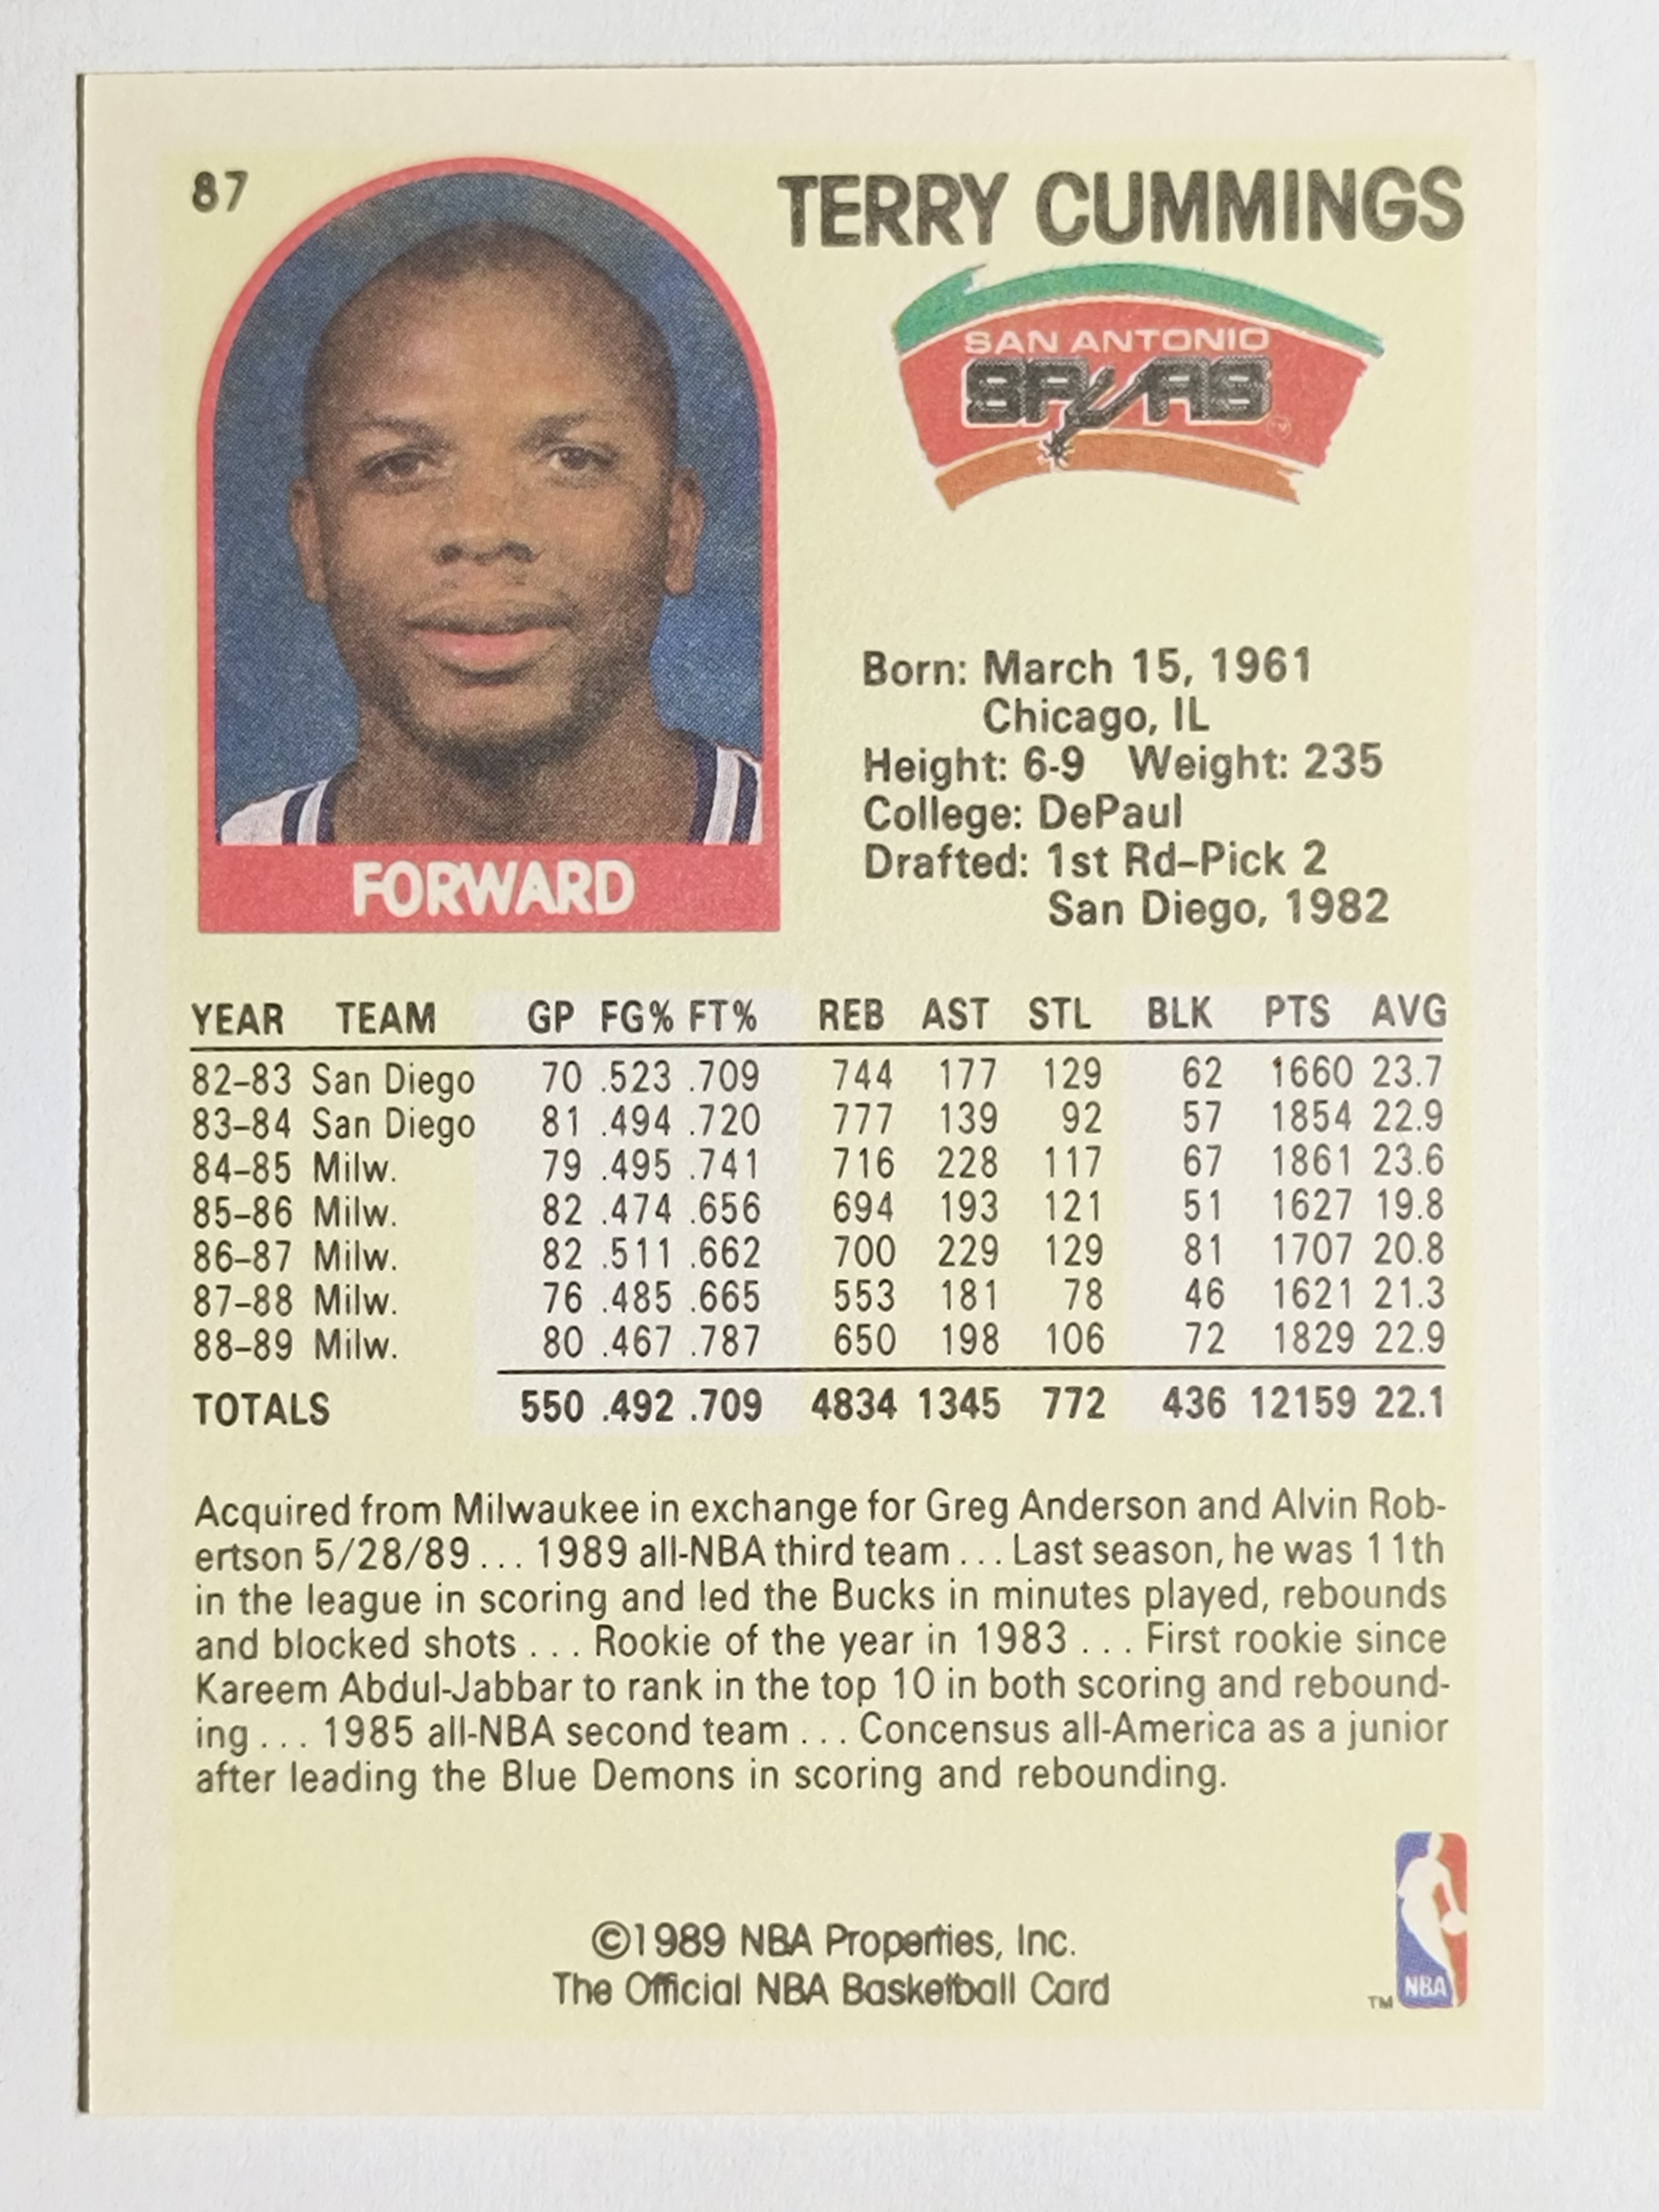 87
TERRY CUMMINGS
SAN ANTONIO
SPURS
TM
Born: March 15, 1961
Chicago, IL
Height: 6-9 Weight: 235
College: DePaul
Drafted: 1st Rd–Pick 2
San Diego, 1982
FORWARD
YEAR TEAM GP FG% FT% REB AST STL BLK PTS AVG
82–83 San Diego 70 .523 .709 744 177 129 62 1660 23.7
83–84 San Diego 81 .494 .720 777 139 92 57 1854 22.9
84–85 Milw. 79 .495 .741 716 228 117 67 1861 23.6
85–86 Milw. 82 .474 .656 694 193 121 51 1627 19.8
86–87 Milw. 82 .511 .662 700 229 129 81 1707 20.8
87–88 Milw. 76 .485 .665 553 181 78 46 1621 21.3
88–89 Milw. 80 .467 .787 650 198 106 72 1829 22.9
TOTALS 550 .492 .709 4834 1345 772 436 12159 22.1
Acquired from Milwaukee in exchange for Greg Anderson and Alvin Rob-
ertson 5/28/89 . . . 1989 all-NBA third team . . . Last season, he was 11th
in the league in scoring and led the Bucks in minutes played, rebounds
and blocked shots . . . Rookie of the year in 1983 . . . First rookie since
Kareem Abdul-Jabbar to rank in the top 10 in both scoring and rebound-
ing . . . 1985 all-NBA second team . . . Concensus all-America as a junior
after leading the Blue Demons in scoring and rebounding.
©1989 NBA Properties, Inc.
The Official NBA Basketball Card
TM NBA